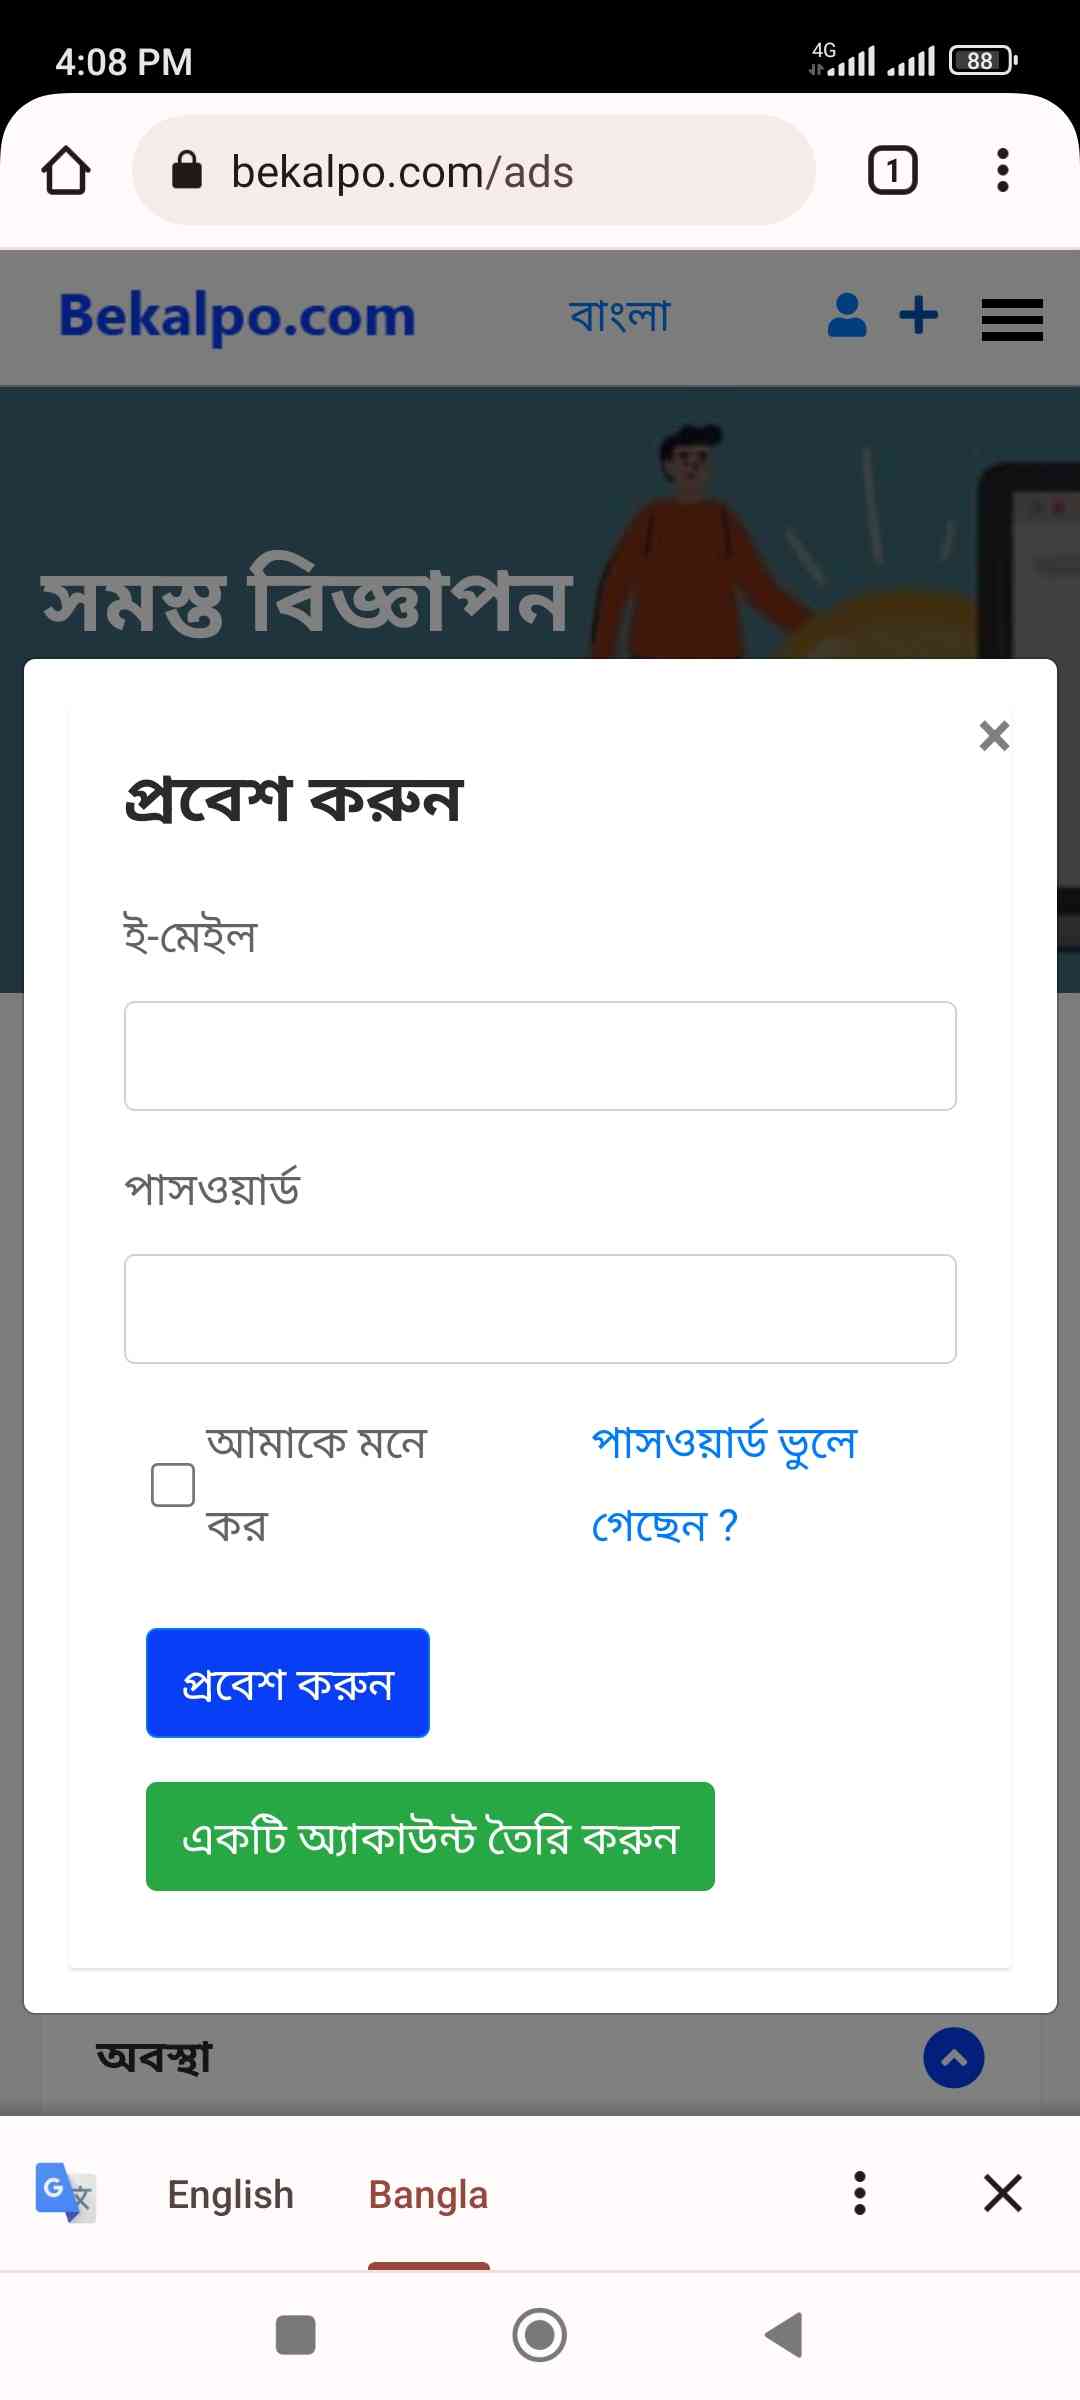 4:08 PM
4G
88
bekalpo.com/ads
1
Bekalpo.com
বাংলা
সমস্ত বিজ্ঞাপন
×
প্রবেশ করুন
ই-মেইল
পাসওয়ার্ড
আমাকে মনে
কর
পাসওয়ার্ড ভুলে
গেছেন ?
প্রবেশ করুন
একটি অ্যাকাউন্ট তৈরি করুন
অবস্থা
G 文
English
Bangla